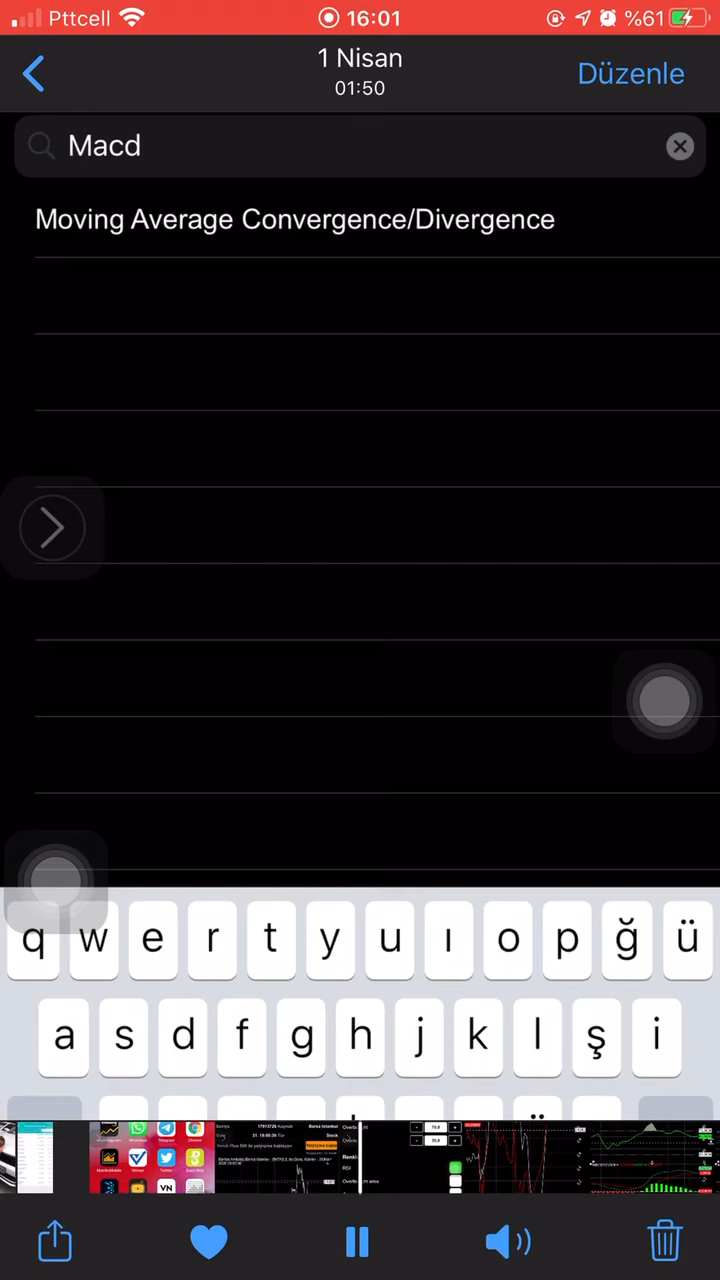 Pttcell 16:01 %61
1 Nisan
01:50
Düzenle
Macd
Moving Average Convergence/Divergence
q w e r t y u ı o p ğ ü
a s d f g h j k l ş i